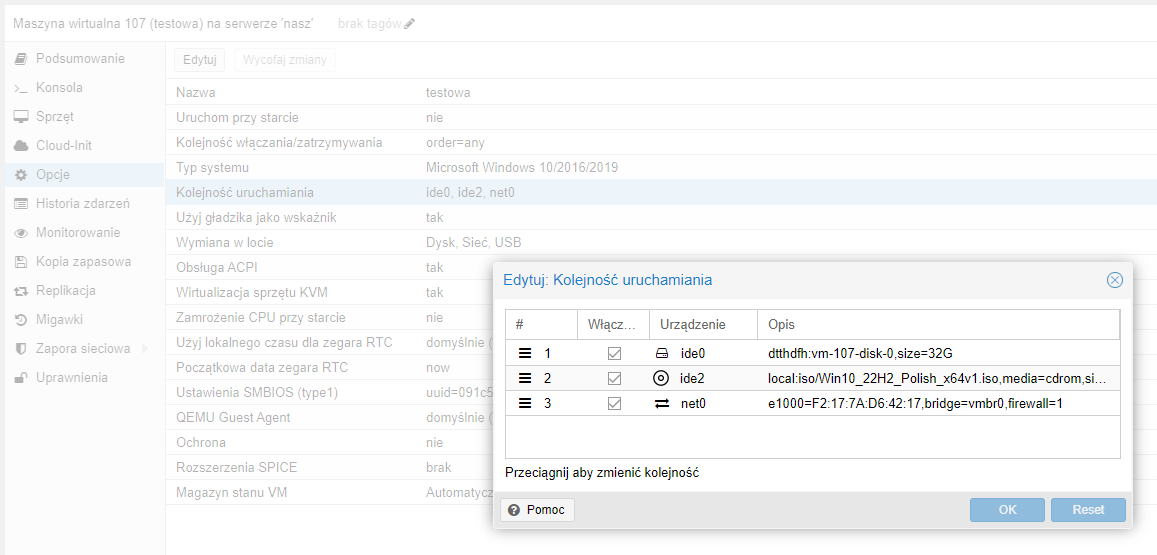 Maszyna wirtualna 107 (testowa) na serwerze 'nasz' brak tagów
Podsumowanie
Konsola
Sprzęt
Cloud-Init
Opcje
Historia zdarzeń
Monitorowanie
Kopia zapasowa
Replikacja
Migawki
Zapora sieciowa
Uprawnienia
Edytuj Wycofaj zmiany
Nazwa testowa
Uruchom przy starcie nie
Kolejność włączania/zatrzymywania order=any
Typ systemu Microsoft Windows 10/2016/2019
Kolejność uruchamiania ide0, ide2, net0
Użyj gładzika jako wskaźnik tak
Wymiana w locie Dysk, Sieć, USB
Obsługa ACPI tak
Wirtualizacja sprzętu KVM tak
Zamrożenie CPU przy starcie nie
Użyj lokalnego czasu dla zegara RTC domyślnie (
Początkowa data zegara RTC now
Ustawienia SMBIOS (type1) uuid=091c5
QEMU Guest Agent domyślnie (
Ochrona nie
Rozszerzenia SPICE brak
Magazyn stanu VM Automatycz
Edytuj: Kolejność uruchamiania
# Włącz... Urządzenie Opis
1 ide0 dtthdfh:vm-107-disk-0,size=32G
2 ide2 local:iso/Win10_22H2_Polish_x64v1.iso,media=cdrom,si...
3 net0 e1000=F2:17:7A:D6:42:17,bridge=vmbr0,firewall=1
Przeciągnij aby zmienić kolejność
Pomoc OK Reset